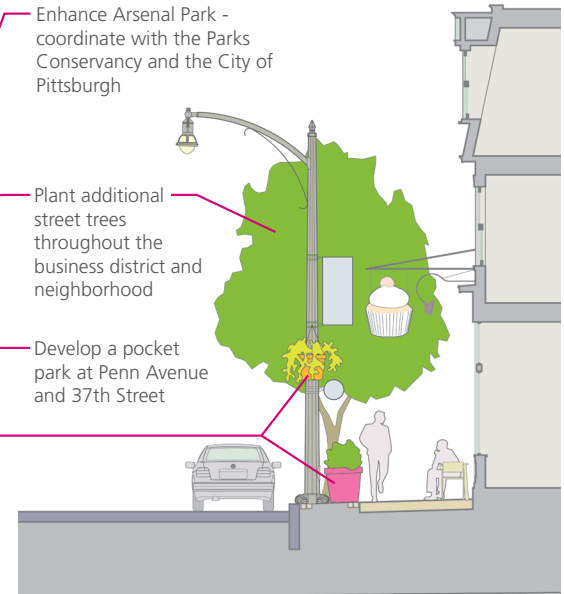 Enhance Arsenal Park -
coordinate with the Parks
Conservancy and the City of
Pittsburgh
Plant additional
street trees
throughout the
business district and
neighborhood
Develop a pocket
park at Penn Avenue
and 37th Street